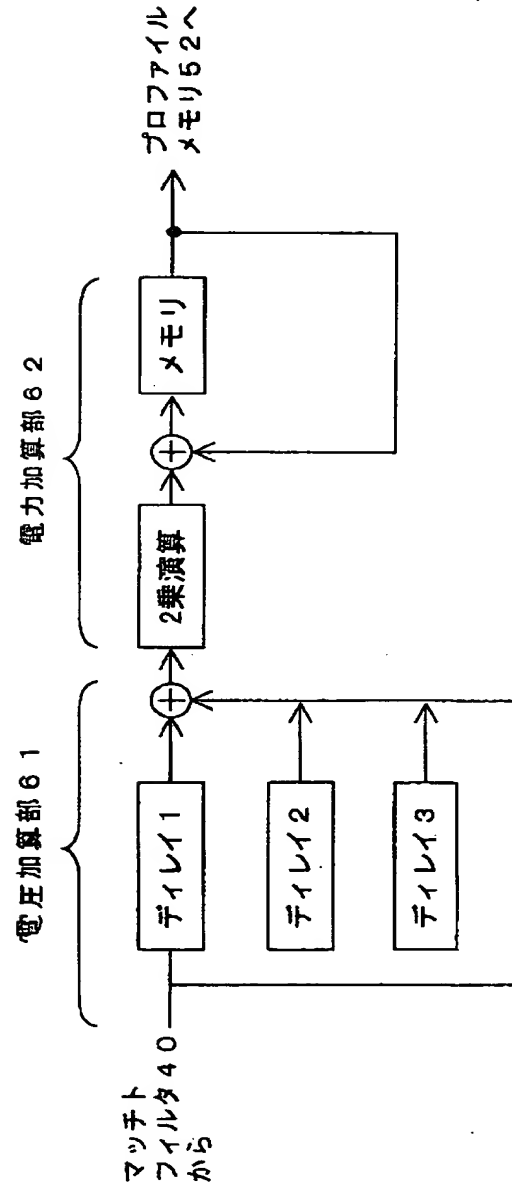 電圧加算部61
電力加算部62
マッチト
フィルタ40
から
ディレイ1
ディレイ2
ディレイ3
+
2乗演算
+
メモリ
プロファイル
メモリ52へ